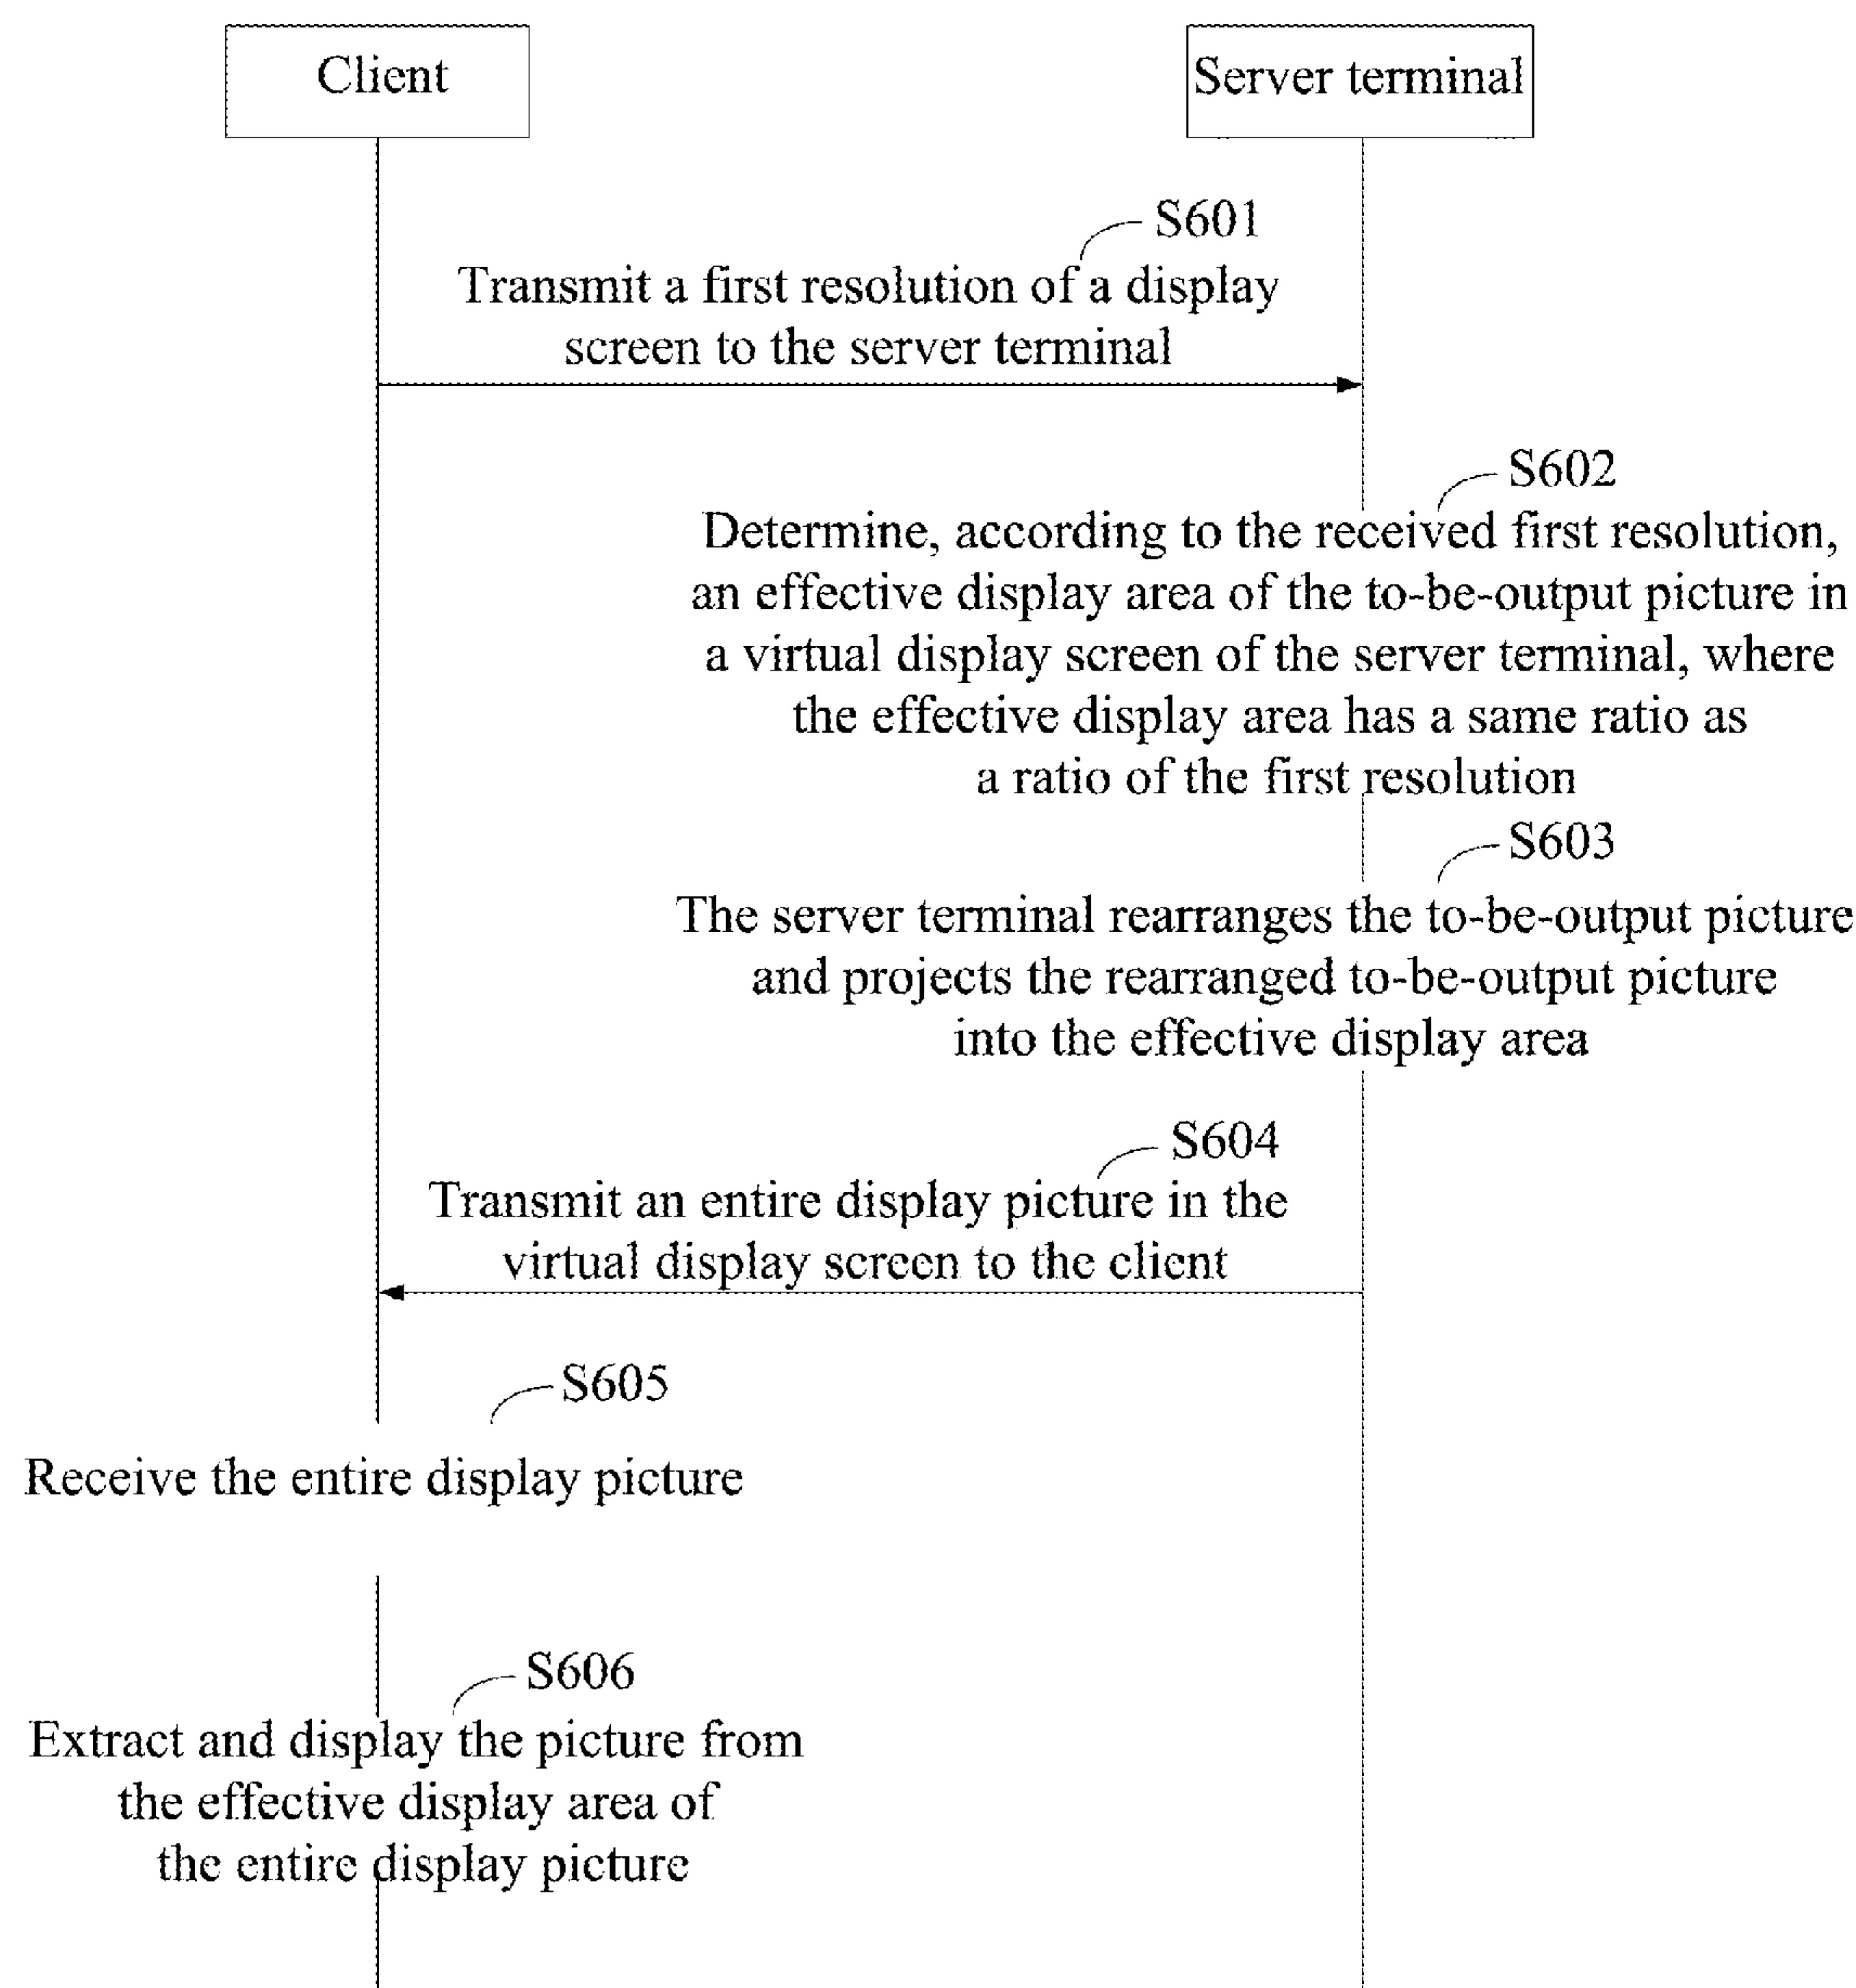 Client
Server terminal
S601
Transmit a first resolution of a display
screen to the server terminal
S602
Determine, according to the received first resolution,
an effective display area of the to-be-output picture in
a virtual display screen of the server terminal, where
the effective display area has a same ratio as
a ratio of the first resolution
S603
The server terminal rearranges the to-be-output picture
and projects the rearranged to-be-output picture
into the effective display area
S604
Transmit an entire display picture in the
virtual display screen to the client
S605
Receive the entire display picture
S606
Extract and display the picture from
the effective display area of
the entire display picture